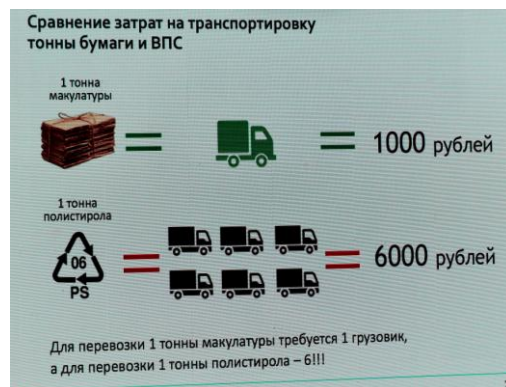 Сравнение затрат на транспортировку
тонны бумаги и ВПС
1 тонна
макулатуры
1000 рублей
1 тонна
полистирола
06
PS
6000 рублей
Для перевозки 1 тонны макулатуры требуется 1 грузовик,
а для перевозки 1 тонны полистирола – 6!!!